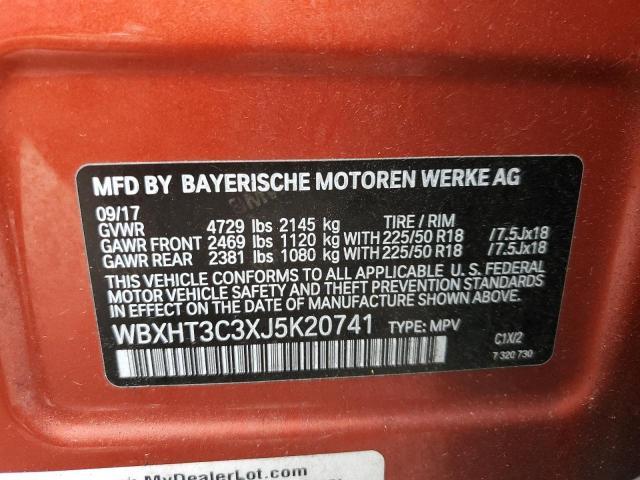 MFD BY BAYERISCHE MOTOREN WERKE AG
09/17
GVWR 4729 lbs 2145 kg TIRE / RIM
GAWR FRONT 2469 lbs 1120 kg WITH 225/50 R18 /7.5Jx18
GAWR REAR 2381 lbs 1080 kg WITH 225/50 R18 /7.5Jx18
THIS VEHICLE CONFORMS TO ALL APPLICABLE U.S. FEDERAL
MOTOR VEHICLE SAFETY AND THEFT PREVENTION STANDARDS
IN EFFECT ON THE DATE OF MANUFACTURE SHOWN ABOVE.
WBXHT3C3XJ5K20741 TYPE: MPV
C1X/2
7 320 730
MyDealerLot.com